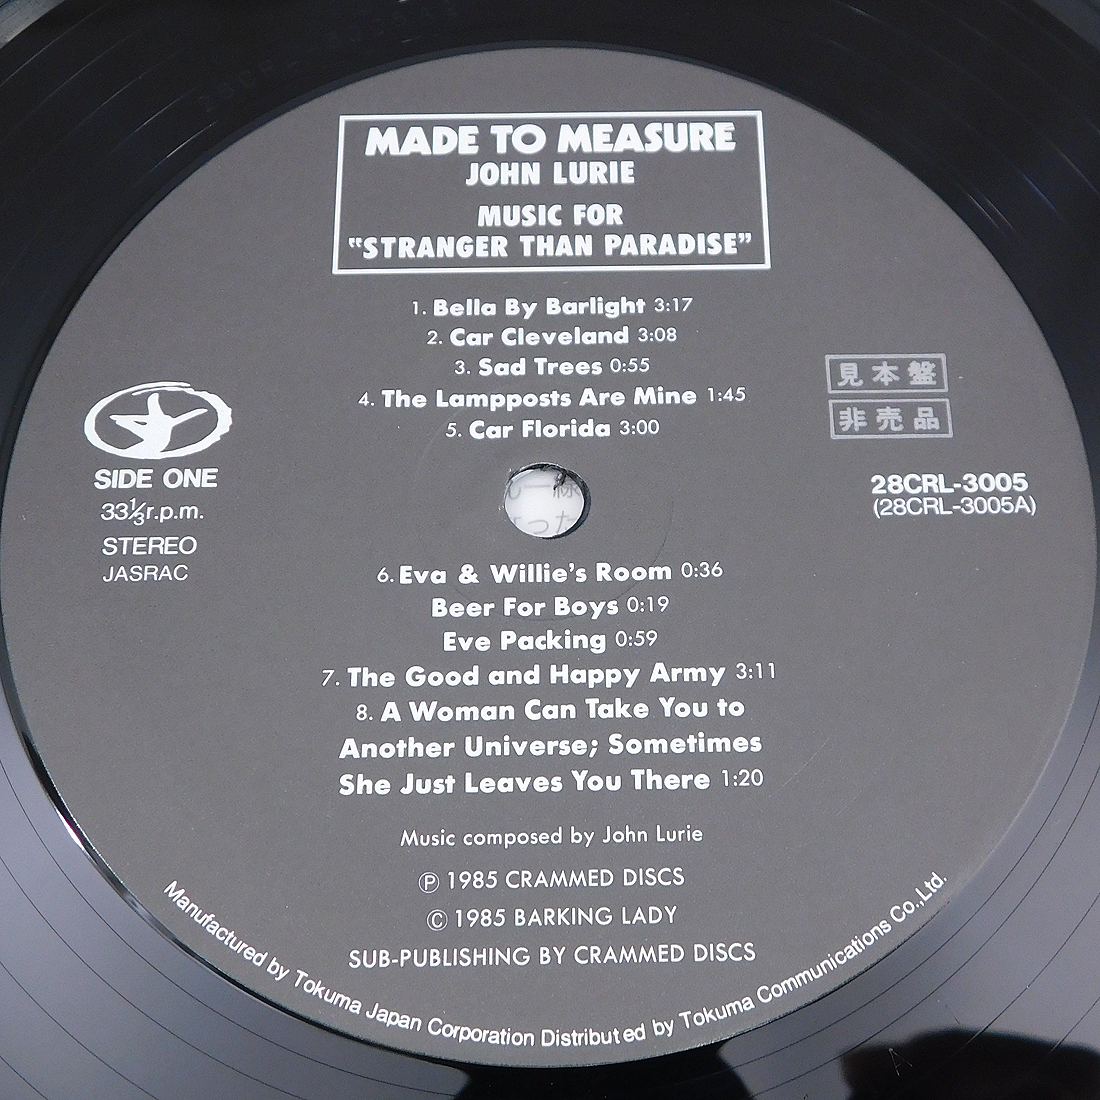 MADE TO MEASURE
JOHN LURIE
MUSIC FOR
"STRANGER THAN PARADISE"
1. Bella By Barlight 3:17
2. Car Cleveland 3:08
3. Sad Trees 0:55
4. The Lampposts Are Mine 1:45
5. Car Florida 3:00
見本盤
非売品
SIDE ONE
33⅓r.p.m.
STEREO
JASRAC
28CRL-3005
(28CRL-3005A)
6. Eva & Willie's Room 0:36
Beer For Boys 0:19
Eve Packing 0:59
7. The Good and Happy Army 3:11
8. A Woman Can Take You to
Another Universe; Sometimes
She Just Leaves You There 1:20
Music composed by John Lurie
Ⓟ 1985 CRAMMED DISCS
© 1985 BARKING LADY
SUB-PUBLISHING BY CRAMMED DISCS
Manufactured by Tokuma Japan Corporation Distributed by Tokuma Communications Co.,Ltd.